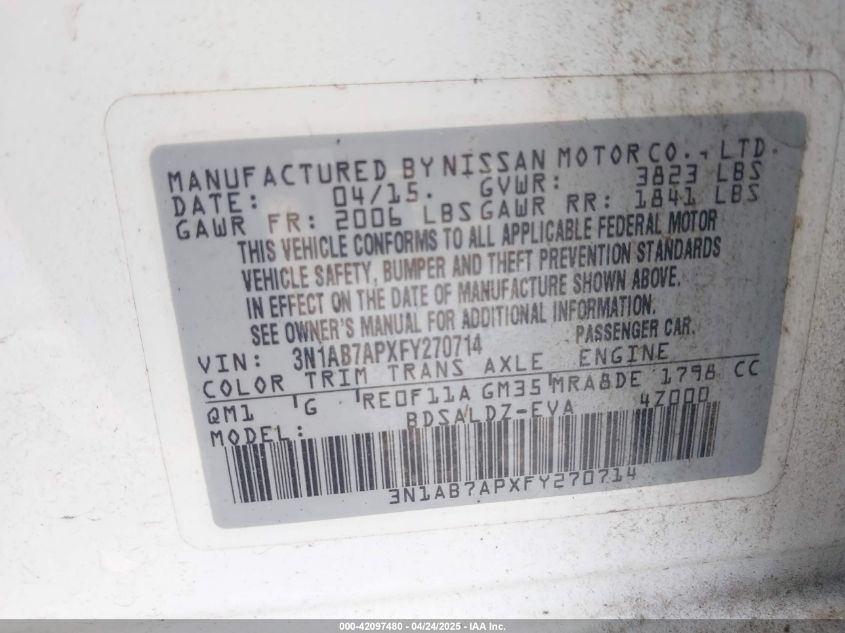 MANUFACTURED BY NISSAN MOTOR CO., LTD.
DATE: 04/15. GVWR: 3823 LBS
GAWR FR: 2006 LBS GAWR RR: 1841 LBS
THIS VEHICLE CONFORMS TO ALL APPLICABLE FEDERAL MOTOR
VEHICLE SAFETY, BUMPER AND THEFT PREVENTION STANDARDS
IN EFFECT ON THE DATE OF MANUFACTURE SHOWN ABOVE.
SEE OWNER'S MANUAL FOR ADDITIONAL INFORMATION.
VIN: 3N1AB7APXFY270714 PASSENGER CAR.
COLOR TRIM TRANS AXLE ENGINE
QM1 G RE0F11A GM35 MRA8DE 1798 CC
MODEL: BDSALDZ-EVA 4Z000
3N1AB7APXFY270714
000-42097480 - 04/24/2025 - IAA Inc.